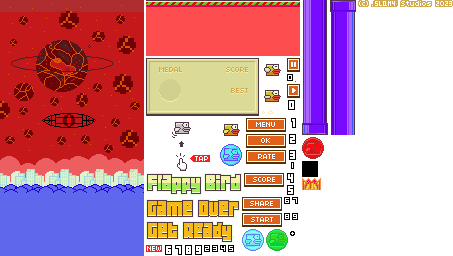 (C) .SLOMN Studios 2023
MEDAL SCORE
BEST
MENU
OK
RATE
TAP
Flappy Bird
SCORE
Game Over
SHARE
Get Ready
START
NEW